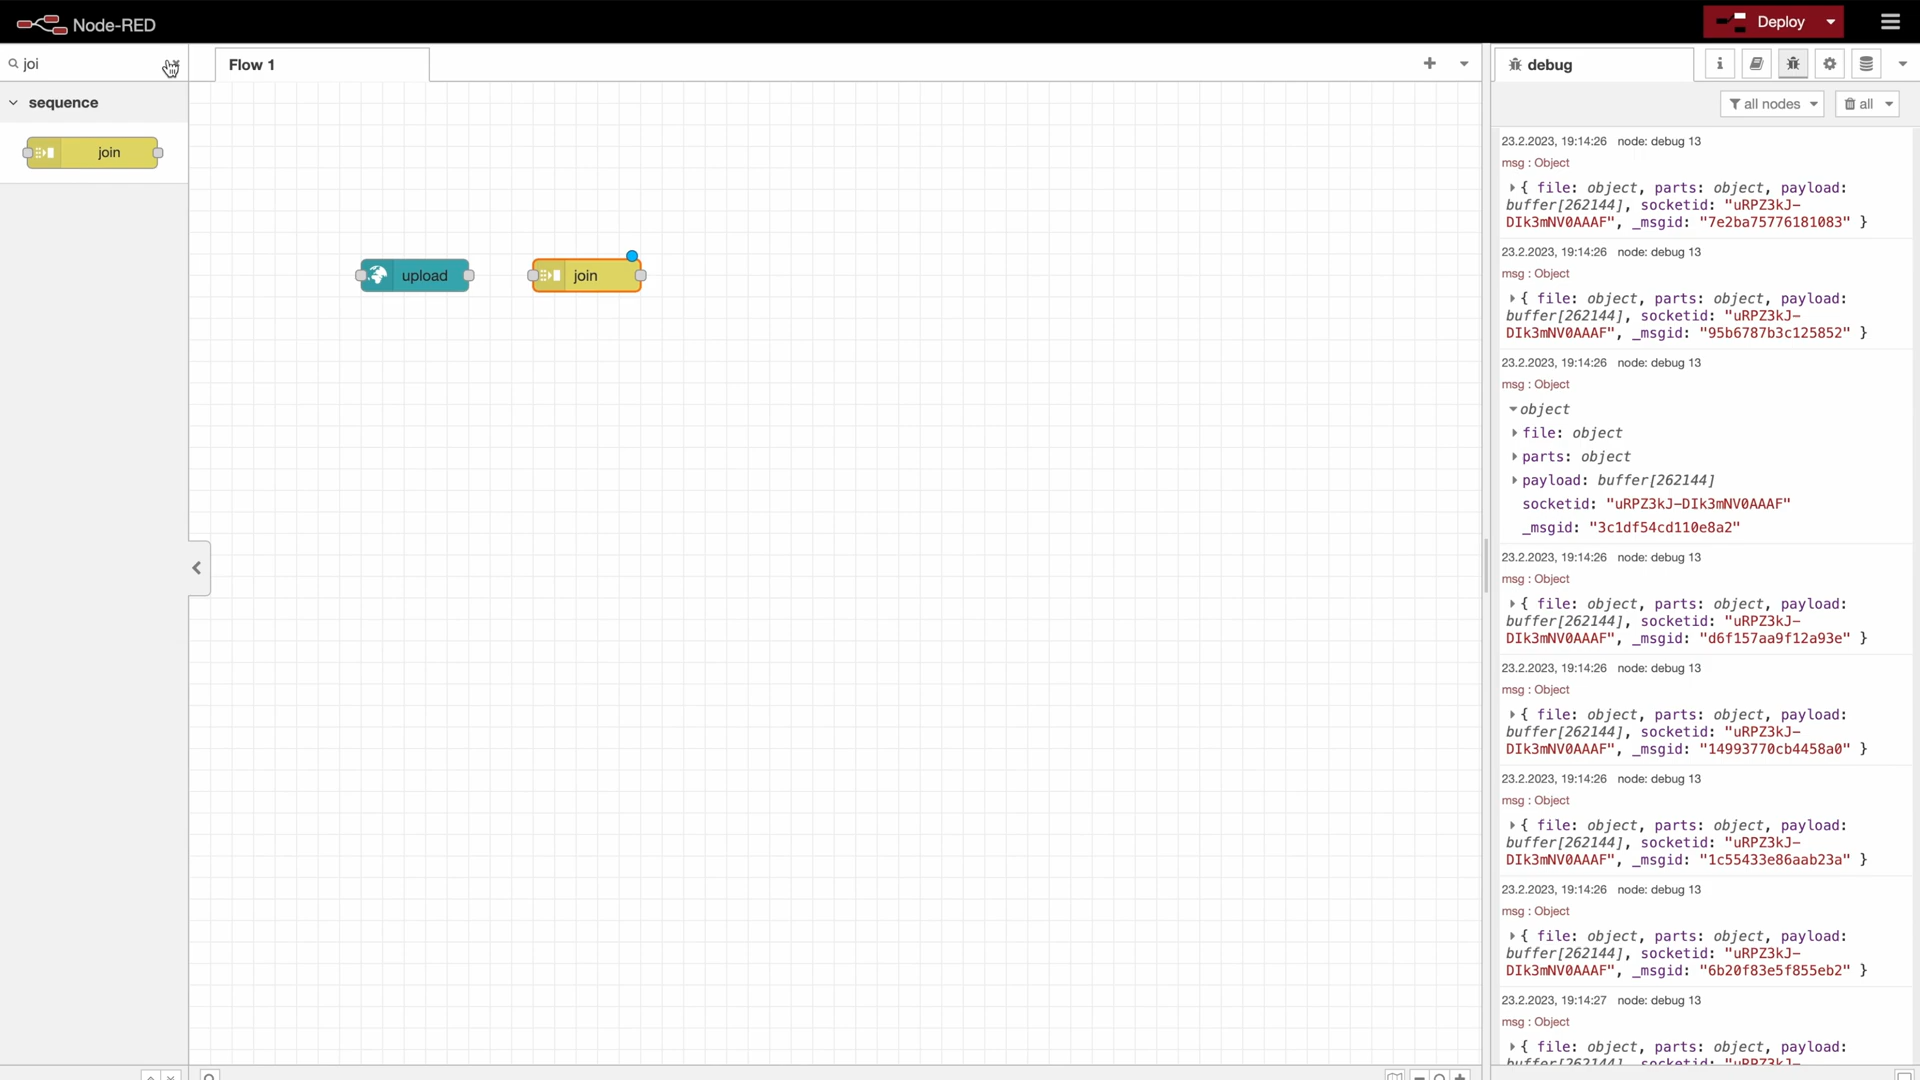 Node-RED
Deploy
joi
Flow 1
debug
sequence
all nodes
all
join
upload
join
23.2.2023, 19:14:26 node: debug 13
msg : Object
{ file: object, parts: object, payload:
buffer[262144], socketid: "uRPZ3kJ-
DIk3mNV0AAAF", _msgid: "7e2ba75776181083" }
23.2.2023, 19:14:26 node: debug 13
msg : Object
{ file: object, parts: object, payload:
buffer[262144], socketid: "uRPZ3kJ-
DIk3mNV0AAAF", _msgid: "95b6787b3c125852" }
23.2.2023, 19:14:26 node: debug 13
msg : Object
object
file: object
parts: object
payload: buffer[262144]
socketid: "uRPZ3kJ-DIk3mNV0AAAF"
_msgid: "3c1df54cd110e8a2"
23.2.2023, 19:14:26 node: debug 13
msg : Object
{ file: object, parts: object, payload:
buffer[262144], socketid: "uRPZ3kJ-
DIk3mNV0AAAF", _msgid: "d6f157aa9f12a93e" }
23.2.2023, 19:14:26 node: debug 13
msg : Object
{ file: object, parts: object, payload:
buffer[262144], socketid: "uRPZ3kJ-
DIk3mNV0AAAF", _msgid: "14993770cb4458a0" }
23.2.2023, 19:14:26 node: debug 13
msg : Object
{ file: object, parts: object, payload:
buffer[262144], socketid: "uRPZ3kJ-
DIk3mNV0AAAF", _msgid: "1c55433e86aab23a" }
23.2.2023, 19:14:26 node: debug 13
msg : Object
{ file: object, parts: object, payload:
buffer[262144], socketid: "uRPZ3kJ-
DIk3mNV0AAAF", _msgid: "6b20f83e5f855eb2" }
23.2.2023, 19:14:27 node: debug 13
msg : Object
{ file: object, parts: object, payload:
buffer[262144], socketid: "uRPZ3kJ-